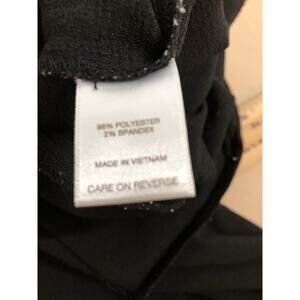 98% POLYESTER
2% SPANDEX
MADE IN VIETNAM
CARE ON REVERSE